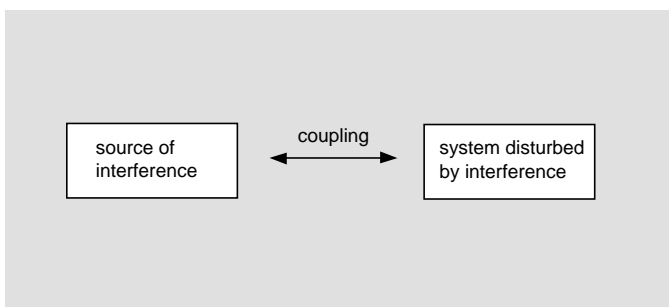 source of
interference
coupling
system disturbed
by interference